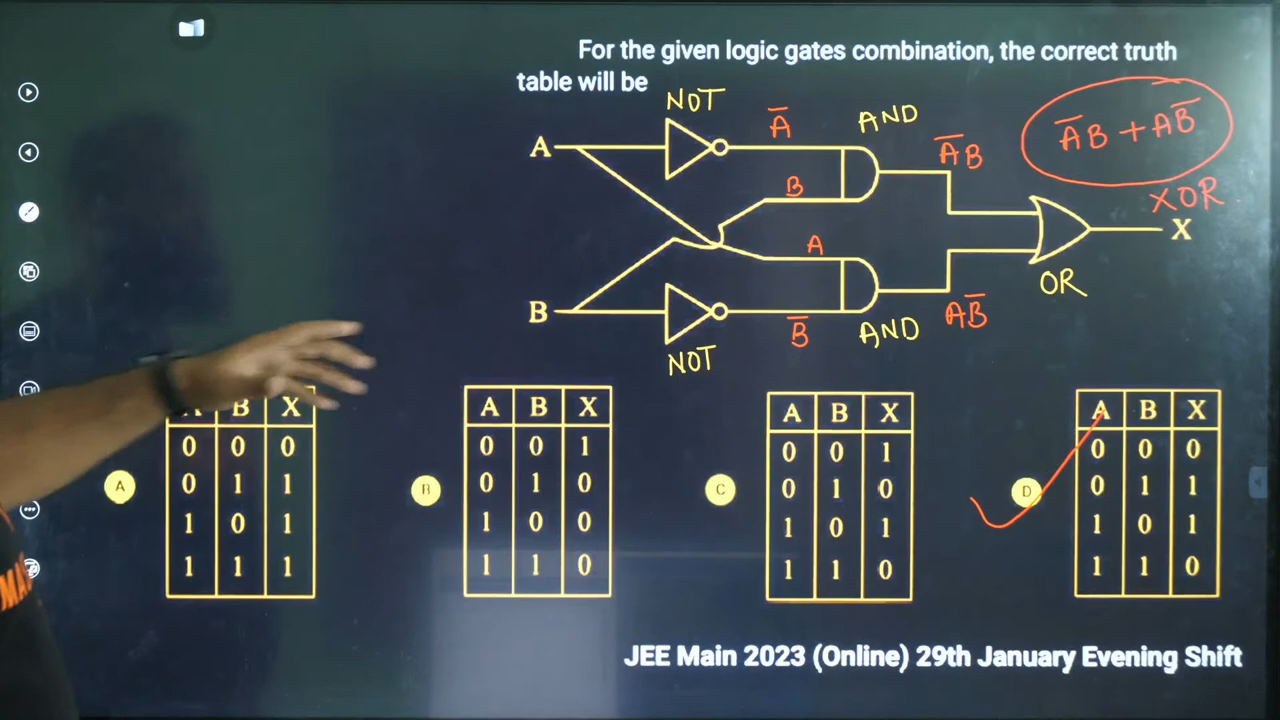 For the given logic gates combination, the correct truth
table will be
NOT
A̅
AND
A̅B
A̅B + AB̅
XOR.
A
B
X
A
OR
B
B̅
AND
AB̅
NOT
A
B X
0 0 0
0 1 1
1 0 1
1 1 1
B
A B X
0 0 1
0 1 0
1 0 0
1 1 0
C
A B X
0 0 1
0 1 0
1 0 1
1 1 0
D
A B X
0 0 0
0 1 1
1 0 1
1 1 0
JEE Main 2023 (Online) 29th January Evening Shift